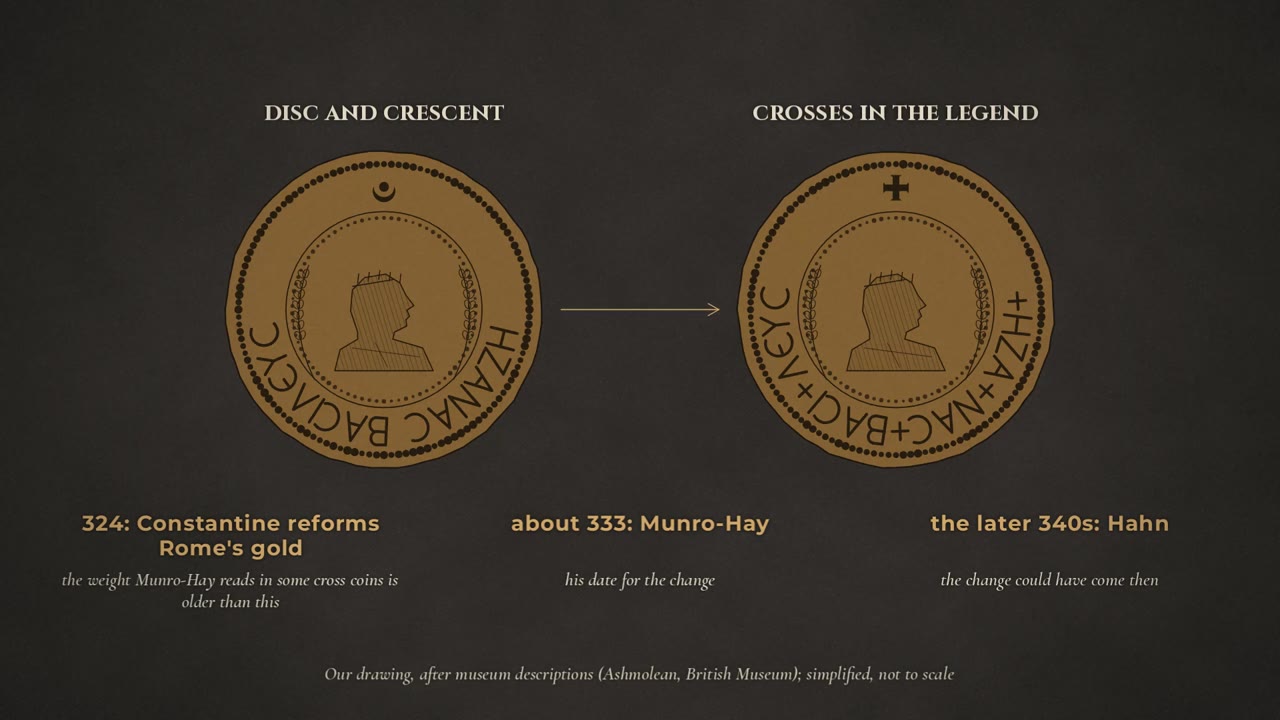 DISC AND CRESCENT
CROSSES IN THE LEGEND
HZANAC BACIΛЄYC
+HZA+NAC+BACI+ΛЄYC
324: Constantine reforms
Rome's gold
the weight Munro-Hay reads in some cross coins is
older than this
about 333: Munro-Hay
his date for the change
the later 340s: Hahn
the change could have come then
Our drawing, after museum descriptions (Ashmolean, British Museum); simplified, not to scale